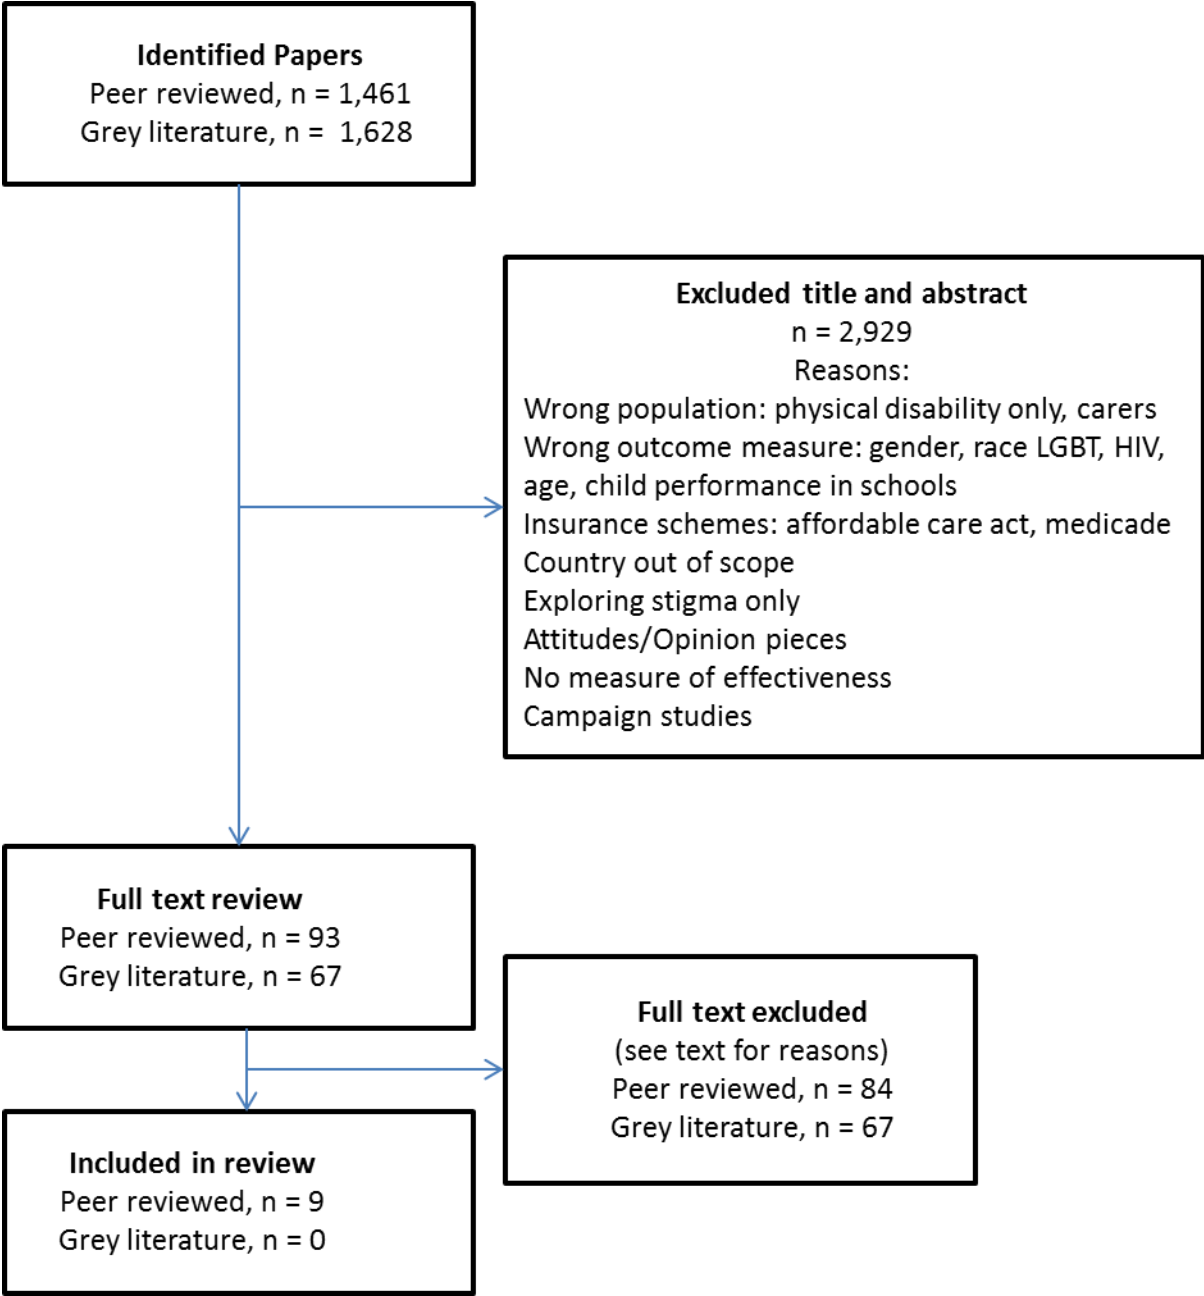 Identified Papers
Peer reviewed, n = 1,461
Grey literature, n = 1,628
Excluded title and abstract
n = 2,929
Reasons:
Wrong population: physical disability only, carers
Wrong outcome measure: gender, race LGBT, HIV,
age, child performance in schools
Insurance schemes: affordable care act, medicade
Country out of scope
Exploring stigma only
Attitudes/Opinion pieces
No measure of effectiveness
Campaign studies
Full text review
Peer reviewed, n = 93
Grey literature, n = 67
Full text excluded
(see text for reasons)
Peer reviewed, n = 84
Grey literature, n = 67
Included in review
Peer reviewed, n = 9
Grey literature, n = 0